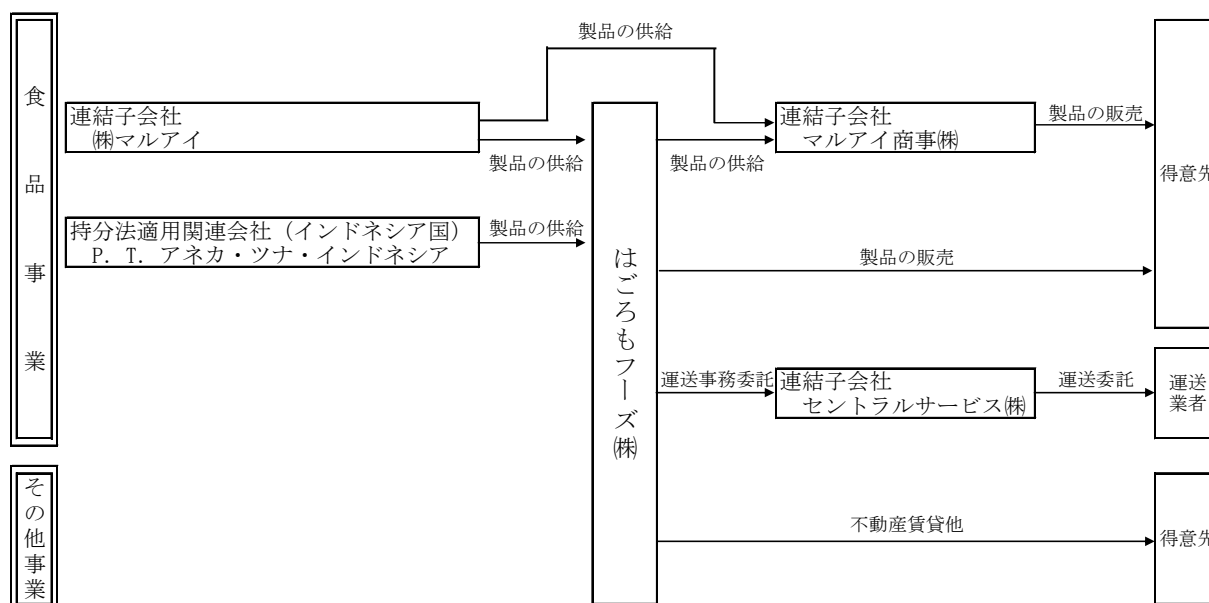 食品事業
製品の供給
連結子会社
㈱マルアイ
製品の供給
連結子会社
マルアイ商事㈱
製品の供給
製品の販売
得意先
持分法適用関連会社（インドネシア国）
P. T. アネカ・ツナ・インドネシア
製品の供給
はごろもフーズ㈱
製品の販売
運送事務委託
連結子会社
セントラルサービス㈱
運送委託
運送
業者
その他事業
不動産賃貸他
得意先